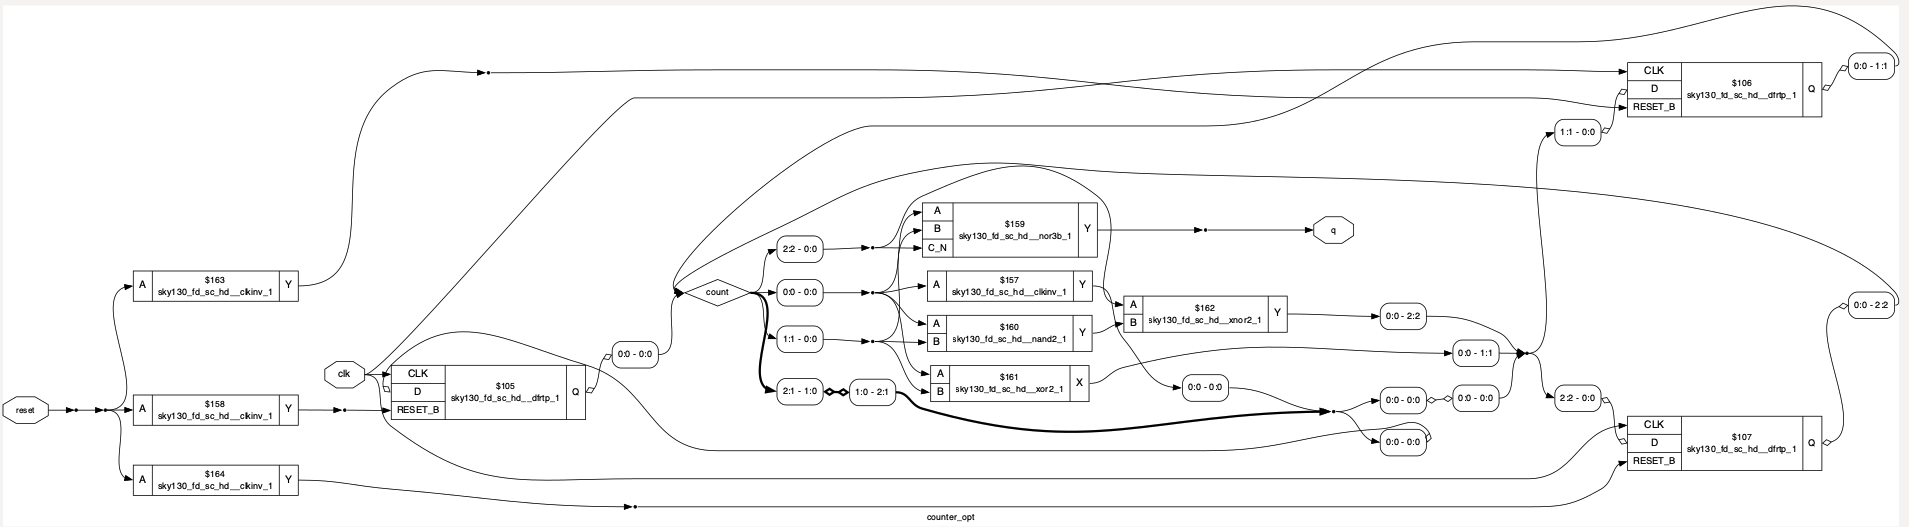 0:0 - 1:1
CLK
D
RESET_B
$106
sky130_fd_sc_hd__dfrtp_1
Q
1:1 - 0:0
A
B
C_N
$159
sky130_fd_sc_hd__nor3b_1
Y
q
2:2 - 0:0
A
$163
sky130_fd_sc_hd__clkinv_1
Y
count
0:0 - 0:0
A
$157
sky130_fd_sc_hd__clkinv_1
Y
A
B
$162
sky130_fd_sc_hd__xnor2_1
Y
0:0 - 2:2
0:0 - 2:2
A
B
$160
sky130_fd_sc_hd__nand2_1
Y
1:1 - 0:0
0:0 - 0:0
0:0 - 1:1
clk
CLK
D
RESET_B
$105
sky130_fd_sc_hd__dfrtp_1
Q
A
B
$161
sky130_fd_sc_hd__xor2_1
X
2:1 - 1:0
1:0 - 2:1
0:0 - 0:0
0:0 - 0:0
0:0 - 0:0
2:2 - 0:0
reset
A
$158
sky130_fd_sc_hd__clkinv_1
Y
0:0 - 0:0
CLK
D
RESET_B
$107
sky130_fd_sc_hd__dfrtp_1
Q
A
$164
sky130_fd_sc_hd__clkinv_1
Y
counter_opt